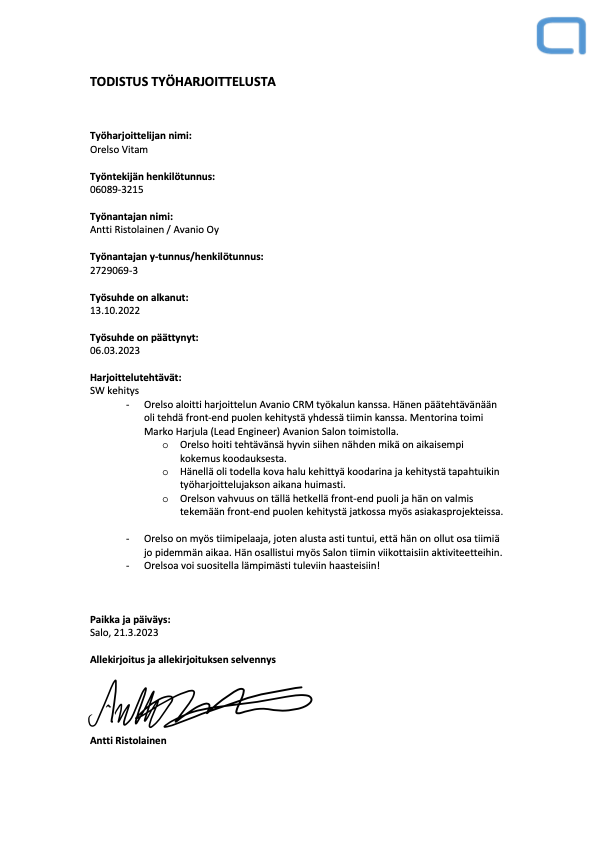 TODISTUS TYÖHARJOITTELUSTA
Työharjoittelijan nimi:
Orelso Vitam
Työntekijän henkilötunnus:
06089-3215
Työnantajan nimi:
Antti Ristolainen / Avanio Oy
Työnantajan y-tunnus/henkilötunnus:
2729069-3
Työsuhde on alkanut:
13.10.2022
Työsuhde on päättynyt:
06.03.2023
Harjoittelutehtävät:
SW kehitys
- Orelso aloitti harjoittelun Avanio CRM työkalun kanssa. Hänen päätehtävänään
oli tehdä front-end puolen kehitystä yhdessä tiimin kanssa. Mentorina toimi
Marko Harjula (Lead Engineer) Avanion Salon toimistolla.
o Orelso hoiti tehtävänsä hyvin siihen nähden mikä on aikaisempi
kokemus koodauksesta.
o Hänellä oli todella kova halu kehittyä koodarina ja kehitystä tapahtuikin
työharjoittelujakson aikana huimasti.
o Orelson vahvuus on tällä hetkellä front-end puoli ja hän on valmis
tekemään front-end puolen kehitystä jatkossa myös asiakasprojekteissa.
- Orelso on myös tiimipelaaja, joten alusta asti tuntui, että hän on ollut osa tiimiä
jo pidemmän aikaa. Hän osallistui myös Salon tiimin viikottaisiin aktiviteetteihin.
- Orelsoa voi suositella lämpimästi tuleviin haasteisiin!
Paikka ja päiväys:
Salo, 21.3.2023
Allekirjoitus ja allekirjoituksen selvennys
Antti Ristolainen